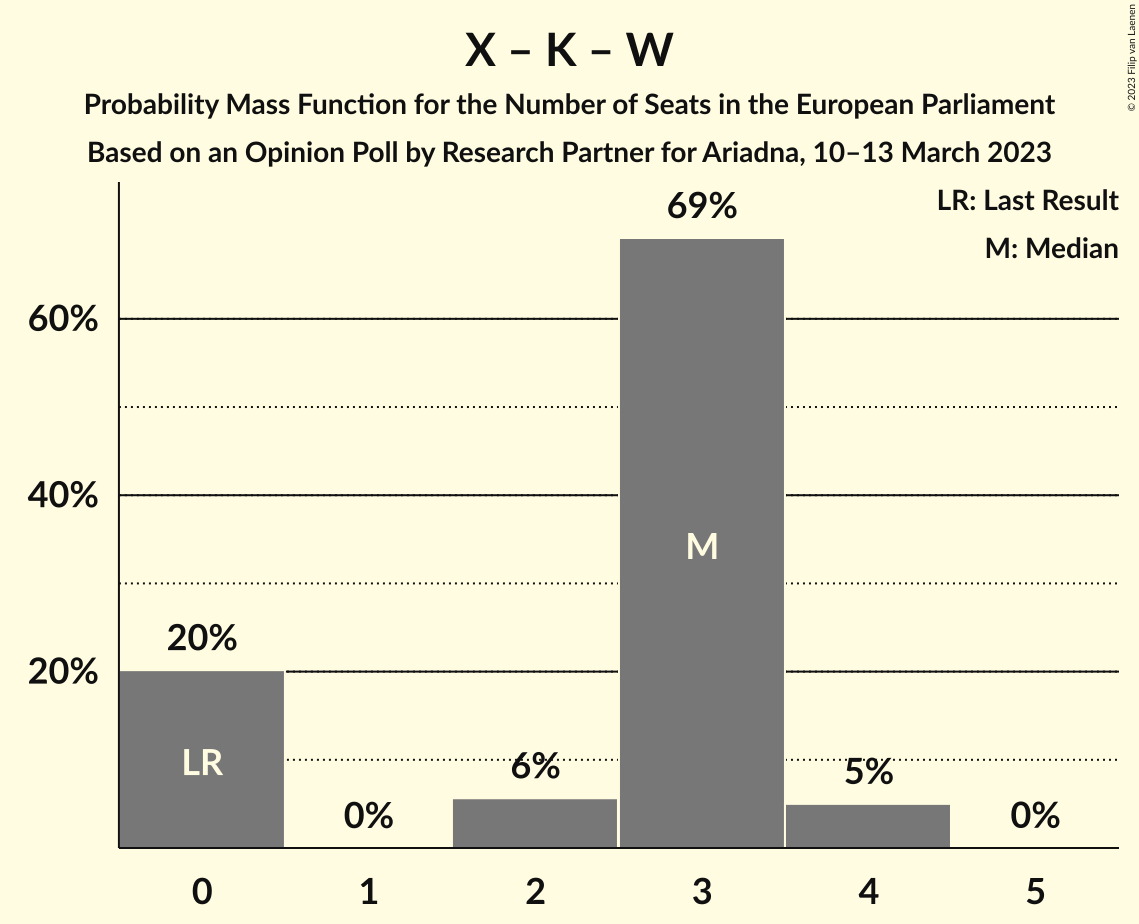 X – K – W
Probability Mass Function for the Number of Seats in the European Parliament
Based on an Opinion Poll by Research Partner for Ariadna, 10–13 March 2023
© 2023 Filip van Laenen
LR: Last Result
M: Median
69%
60%
40%
M
20%
20%
LR
6%
5%
0%
0%
0 1 2 3 4 5